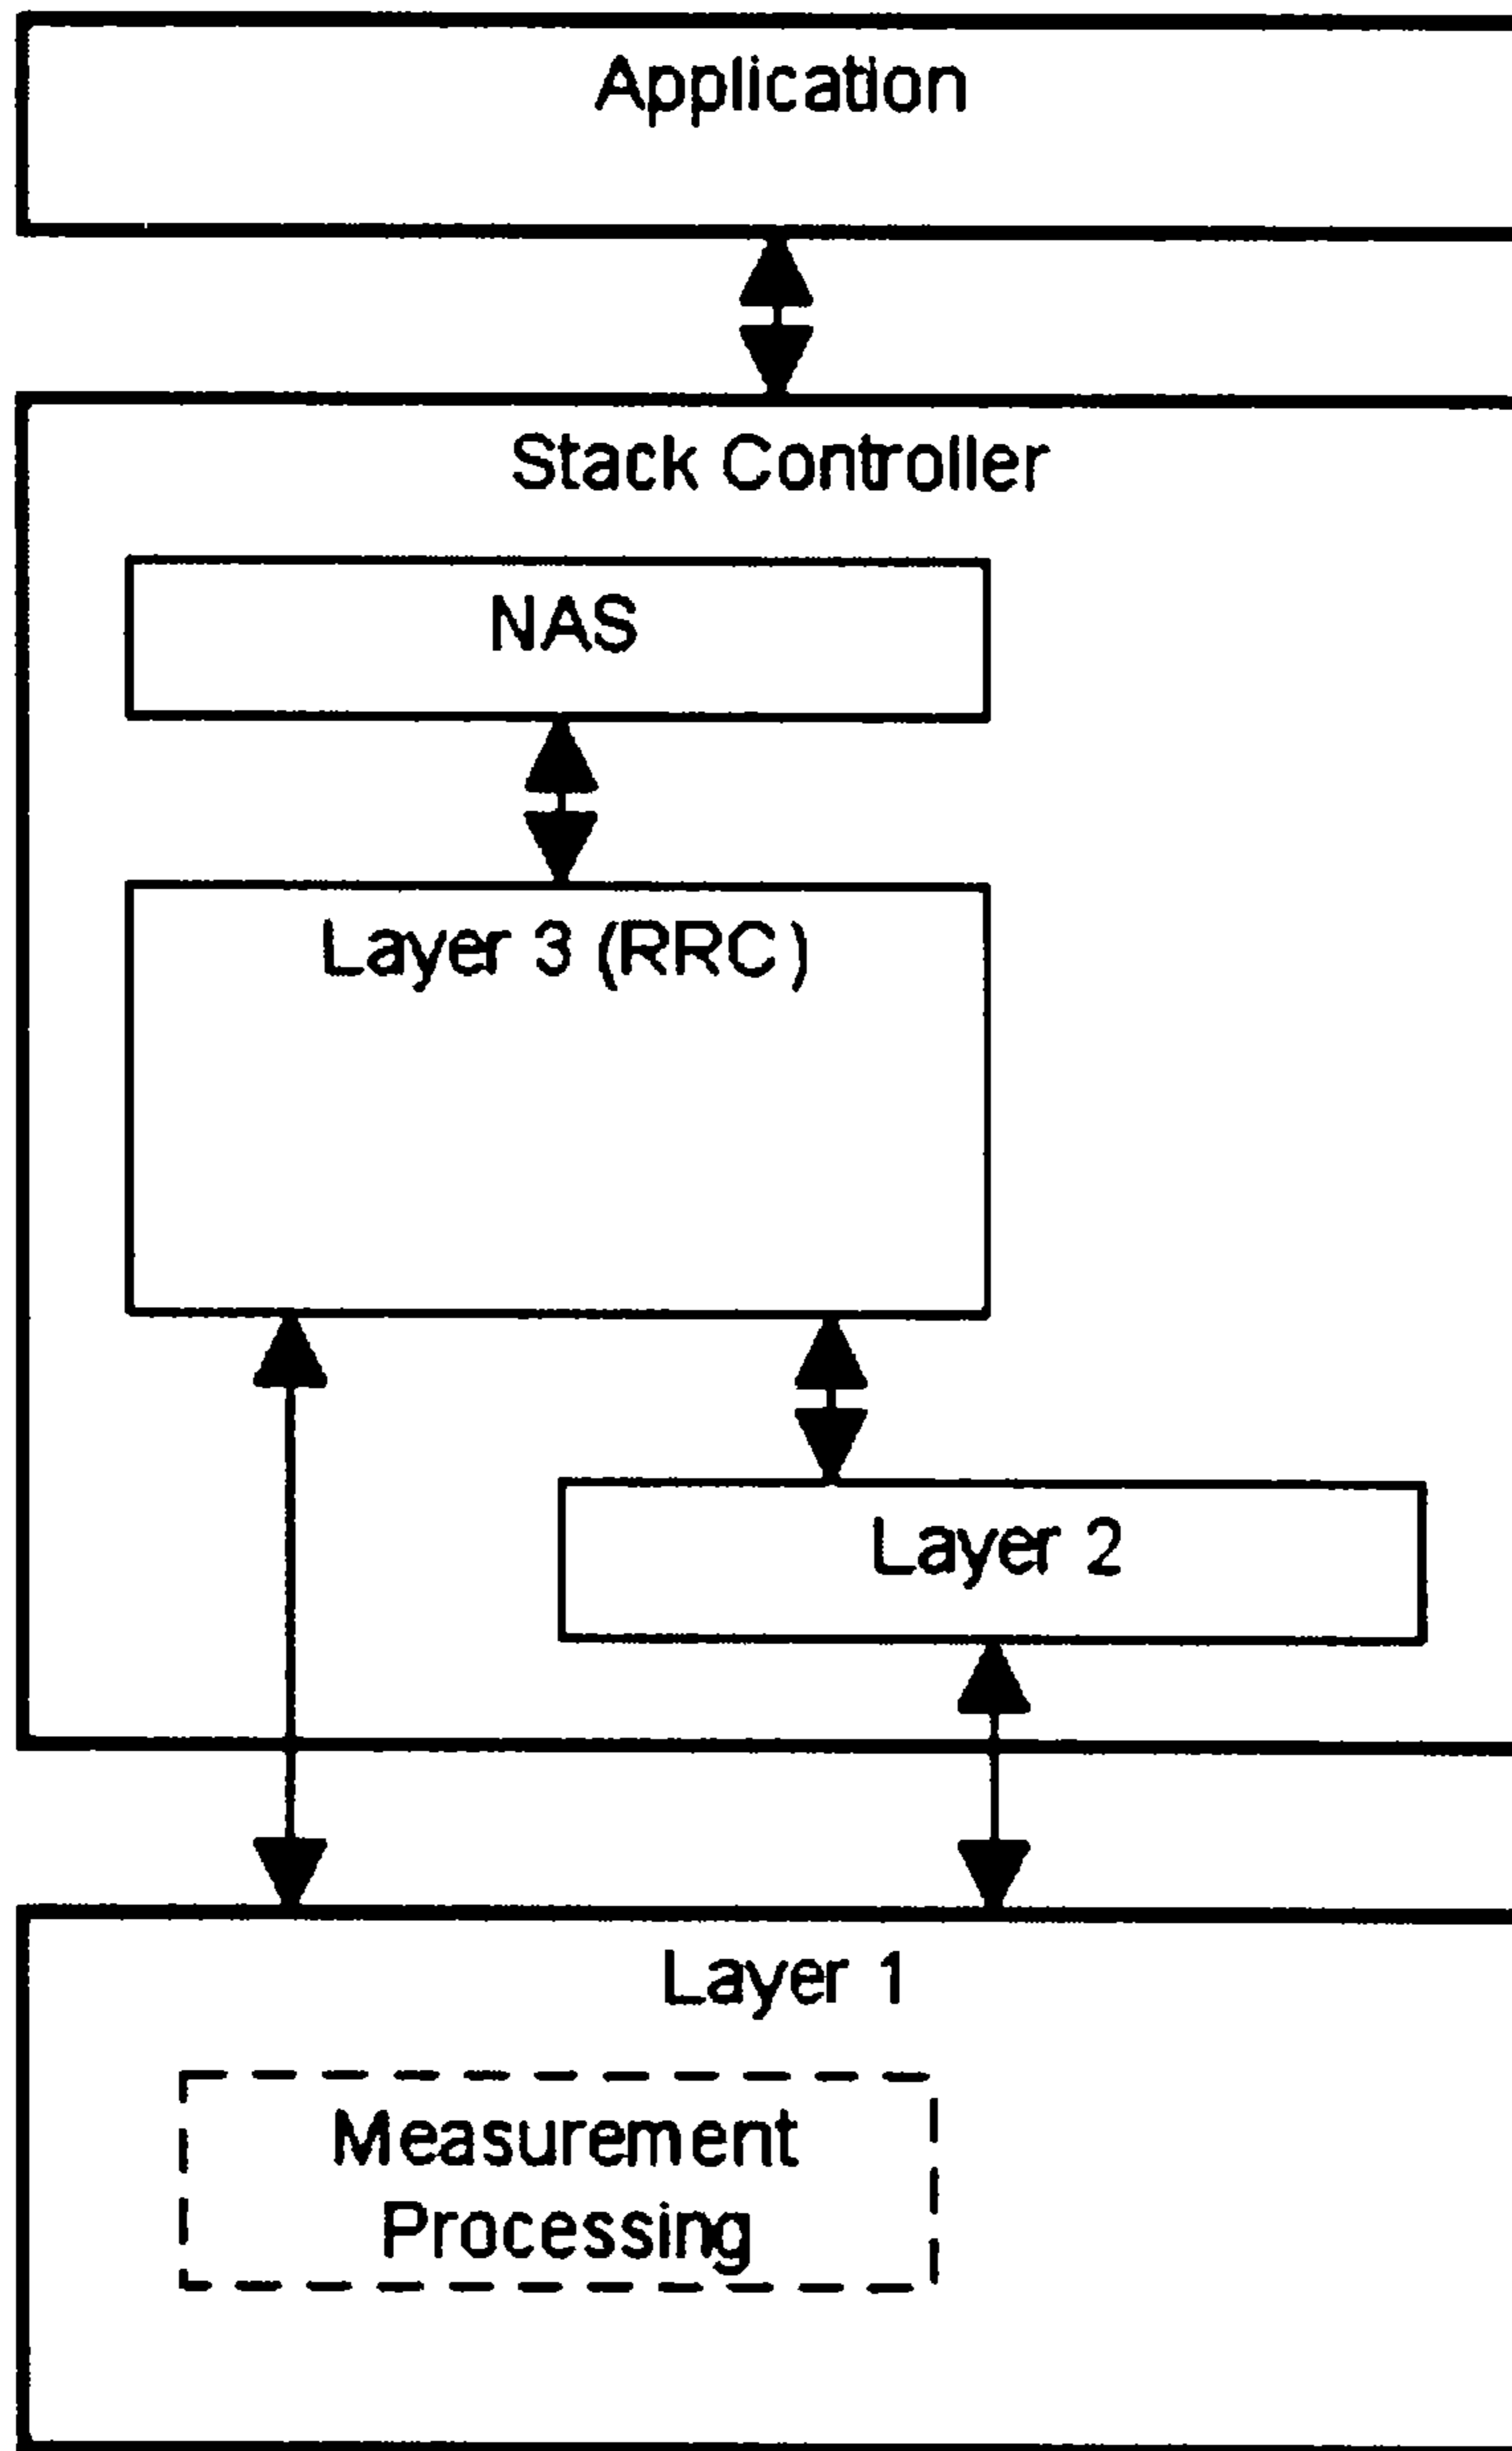 Application
Stack Controller
NAS
Layer 3 (RRC)
Layer 2
Layer 1
Measurement
Processing